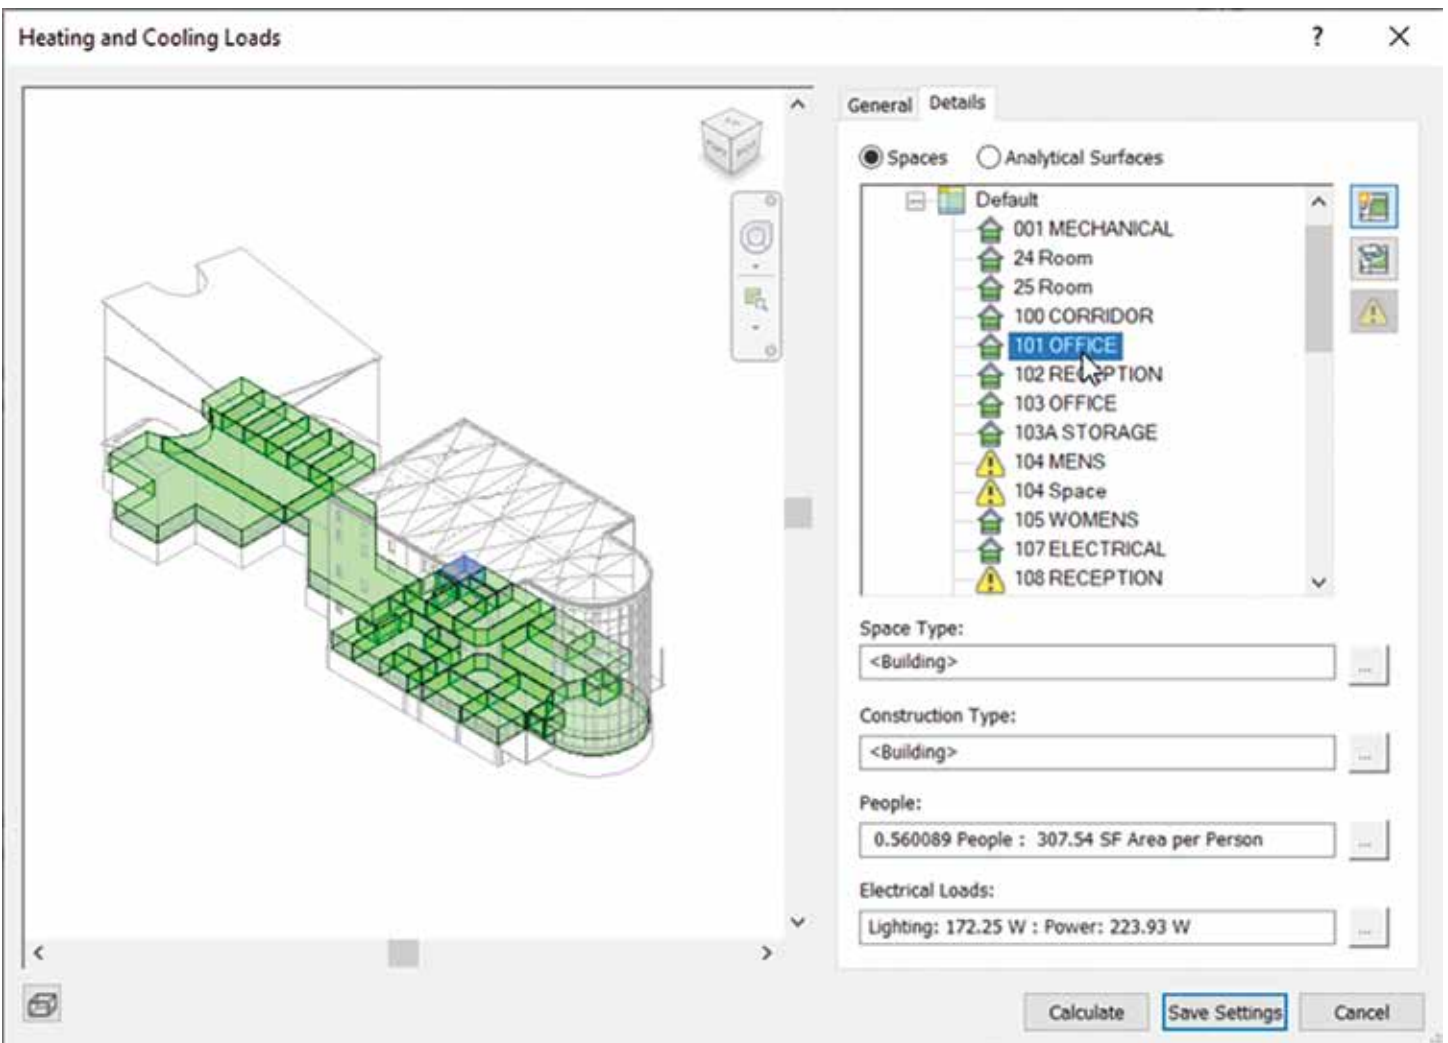 Heating and Cooling Loads
?
General
Details
Spaces
Analytical Surfaces
Default
001 MECHANICAL
24 Room
25 Room
100 CORRIDOR
101 OFFICE
102 RECEPTION
103 OFFICE
103A STORAGE
104 MENS
104 Space
105 WOMENS
107 ELECTRICAL
108 RECEPTION
Space Type:
<Building>
...
Construction Type:
<Building>
...
People:
0.560089 People : 307.54 SF Area per Person
...
Electrical Loads:
Lighting: 172.25 W : Power: 223.93 W
...
Calculate
Save Settings
Cancel